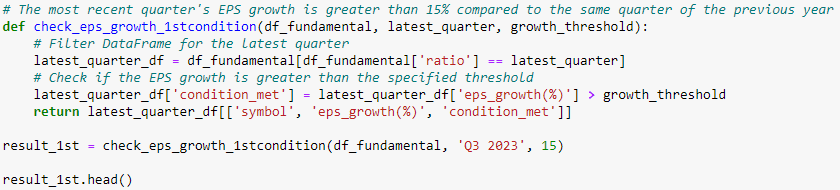 # The most recent quarter's EPS growth is greater than 15% compared to the same quarter of the previous year
def check_eps_growth_1stcondition(df_fundamental, latest_quarter, growth_threshold):
    # Filter DataFrame for the latest quarter
    latest_quarter_df = df_fundamental[df_fundamental['ratio'] == latest_quarter]
    # Check if the EPS growth is greater than the specified threshold
    latest_quarter_df['condition_met'] = latest_quarter_df['eps_growth(%)'] > growth_threshold
    return latest_quarter_df[['symbol', 'eps_growth(%)', 'condition_met']]
result_1st = check_eps_growth_1stcondition(df_fundamental, 'Q3 2023', 15)
result_1st.head()